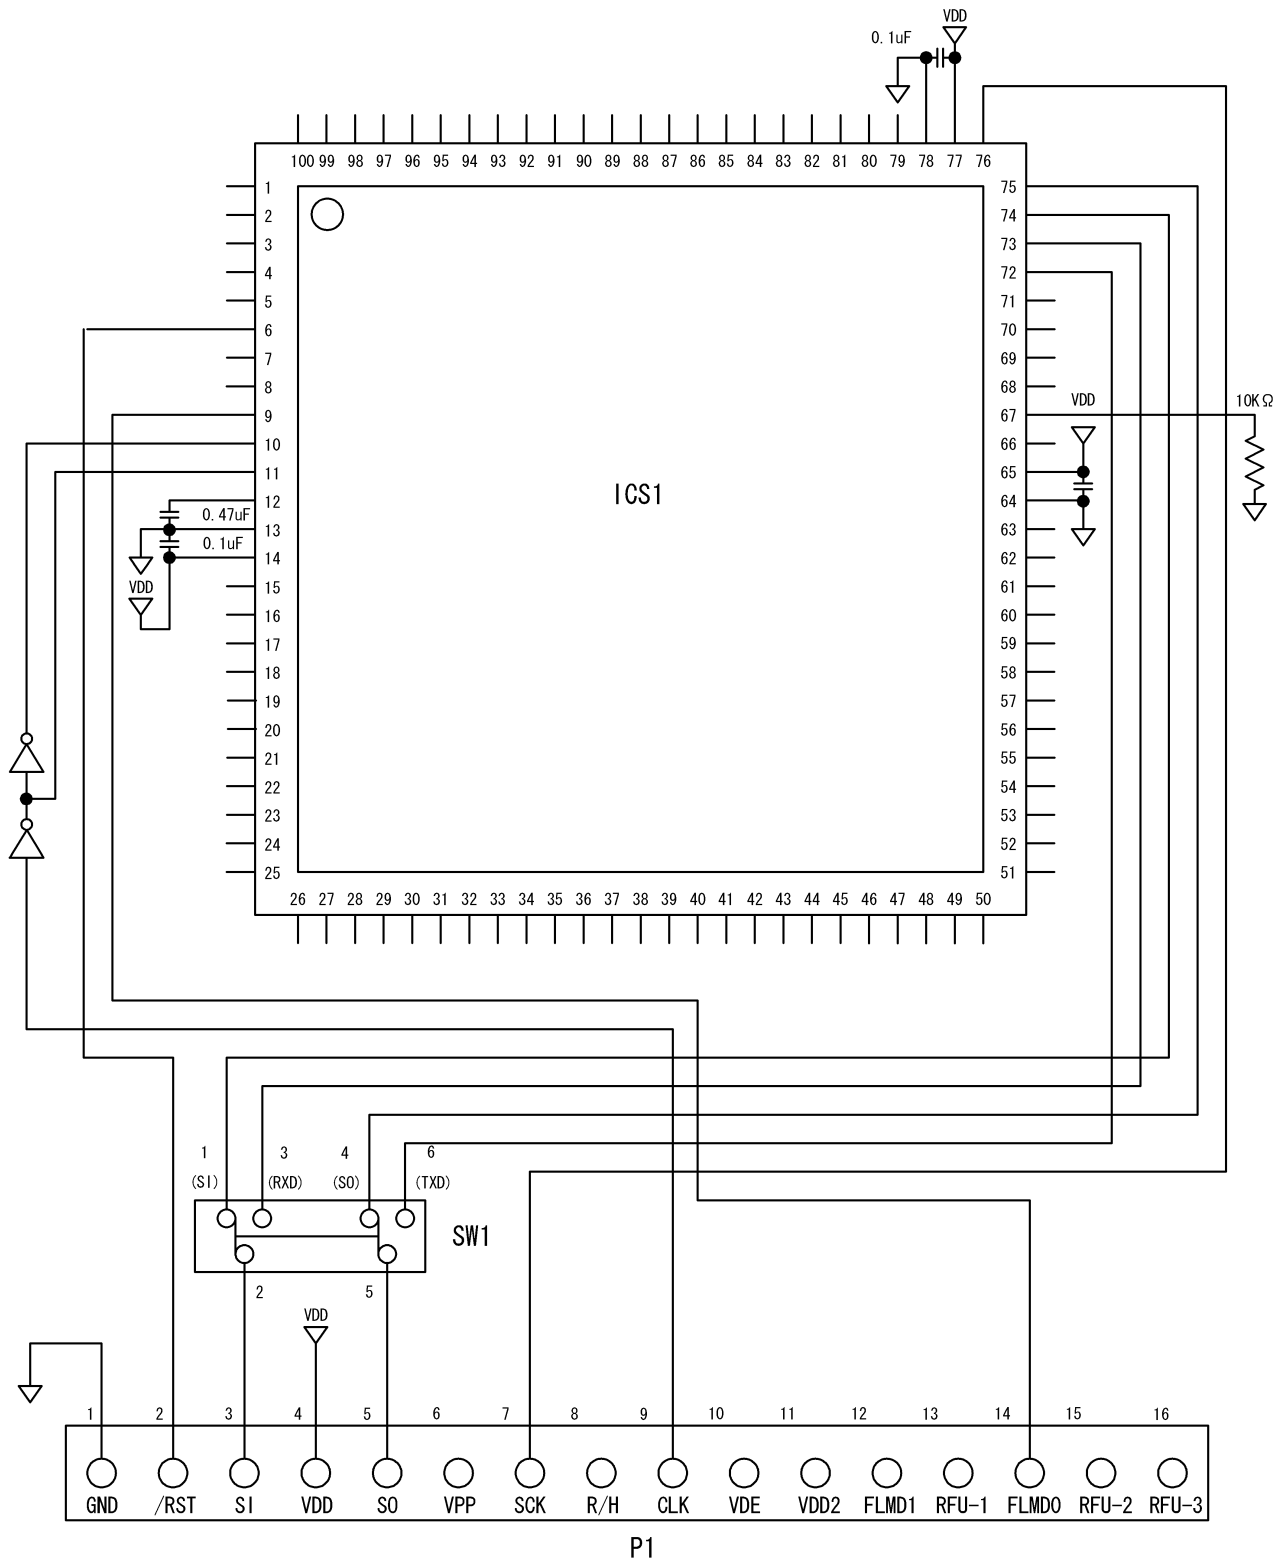 VDD
0.1uF
100 99 98 97 96 95 94 93 92 91 90 89 88 87 86 85 84 83 82 81 80 79 78 77 76
1 75
2 74
3 73
4 72
5 71
6 70
7 69
8 68
VDD 10KΩ
9 67
10 66
11 65
ICS1
12 64
0.47uF
13 63
0.1uF
14 62
VDD
15 61
16 60
17 59
18 58
19 57
20 56
21 55
22 54
23 53
24 52
25 51
26 27 28 29 30 31 32 33 34 35 36 37 38 39 40 41 42 43 44 45 46 47 48 49 50
1 3 4 6
(SI) (RXD) (SO) (TXD)
SW1
2 5
VDD
1 2 3 4 5 6 7 8 9 10 11 12 13 14 15 16
GND /RST SI VDD SO VPP SCK R/H CLK VDE VDD2 FLMD1 RFU-1 FLMD0 RFU-2 RFU-3
P1